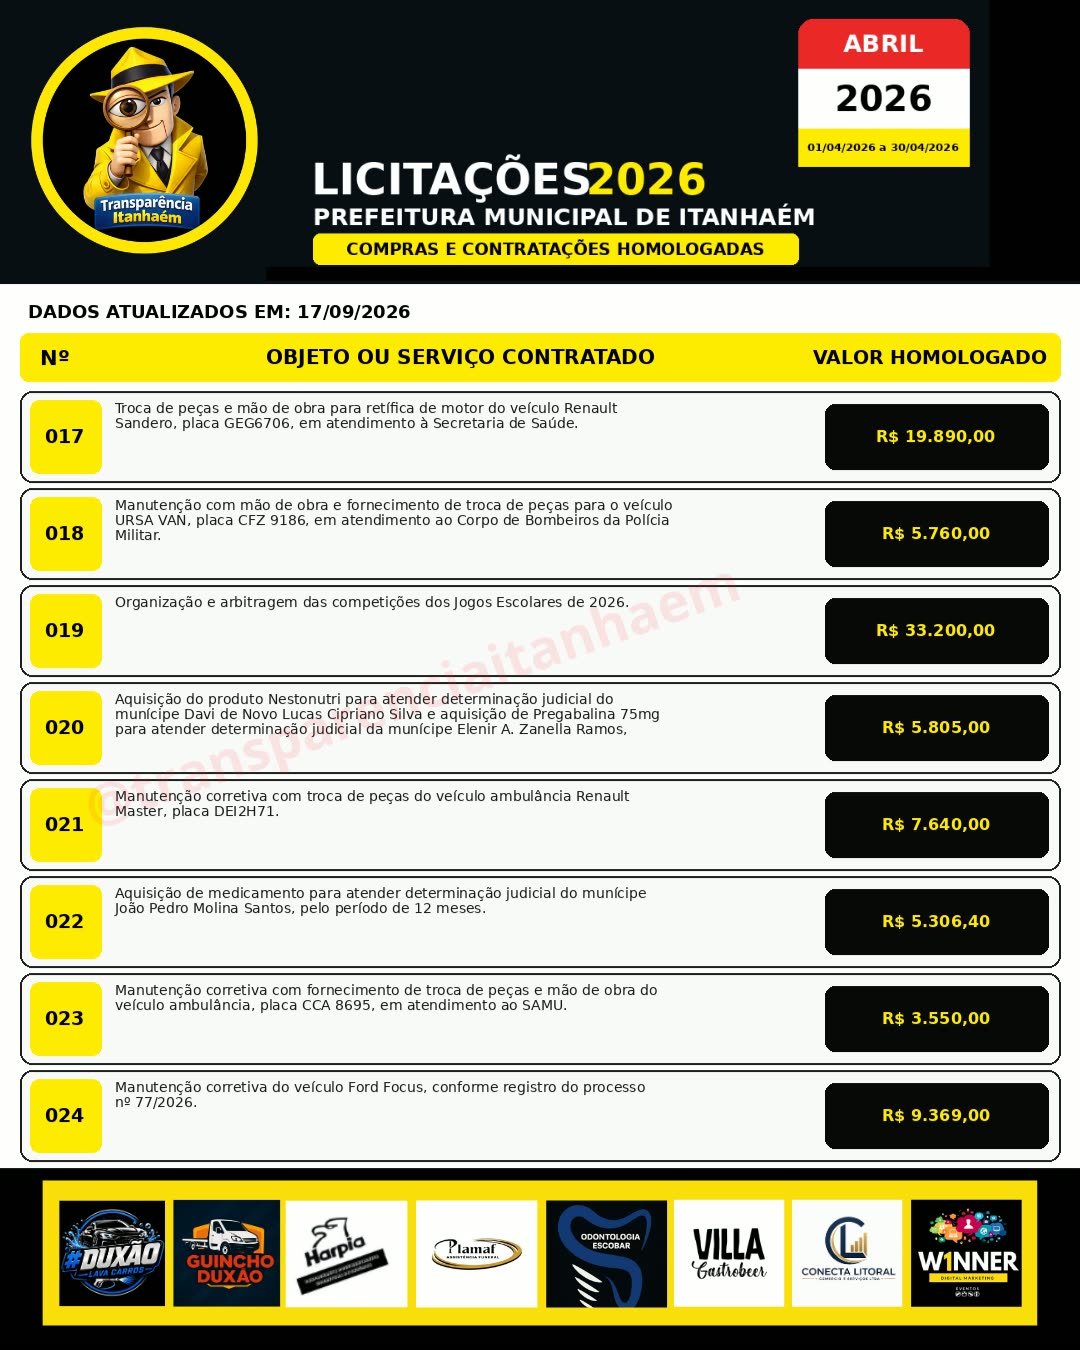 ABRIL
2026
01/04/2026 a 30/04/2026
Transparência
Itanhaém
LICITAÇÕES2026
PREFEITURA MUNICIPAL DE ITANHAÉM
COMPRAS E CONTRATAÇÕES HOMOLOGADAS
DADOS ATUALIZADOS EM: 17/09/2026
Nº OBJETO OU SERVIÇO CONTRATADO VALOR HOMOLOGADO
017
Troca de peças e mão de obra para retífica de motor do veículo Renault
Sandero, placa GEG6706, em atendimento à Secretaria de Saúde.
R$ 19.890,00
018
Manutenção com mão de obra e fornecimento de troca de peças para o veículo
URSA VAN, placa CFZ 9186, em atendimento ao Corpo de Bombeiros da Polícia
Militar.
R$ 5.760,00
019
Organização e arbitragem das competições dos Jogos Escolares de 2026.
R$ 33.200,00
020
Aquisição do produto Nestonutri para atender determinação judicial do
munícipe Davi de Novo Lucas Cipriano Silva e aquisição de Pregabalina 75mg
para atender determinação judicial da munícipe Elenir A. Zanella Ramos,
R$ 5.805,00
021
Manutenção corretiva com troca de peças do veículo ambulância Renault
Master, placa DEI2H71.
R$ 7.640,00
022
Aquisição de medicamento para atender determinação judicial do munícipe
João Pedro Molina Santos, pelo período de 12 meses.
R$ 5.306,40
023
Manutenção corretiva com fornecimento de troca de peças e mão de obra do
veículo ambulância, placa CCA 8695, em atendimento ao SAMU.
R$ 3.550,00
024
Manutenção corretiva do veículo Ford Focus, conforme registro do processo
nº 77/2026.
R$ 9.369,00
@transparenciaitanhaem
#DUXÃO
LAVA CARROS
GUINCHO
DUXÃO
Harpia
Plamaf
ASSISTÊNCIA FUNERAL
ODONTOLOGIA
ESCOBAR
VILLA
Gastrobeer
CONECTA LITORAL
COMERCIO E SERVIÇOS LTDA
W1NNER
DIGITAL MARKETING
EVENTOS